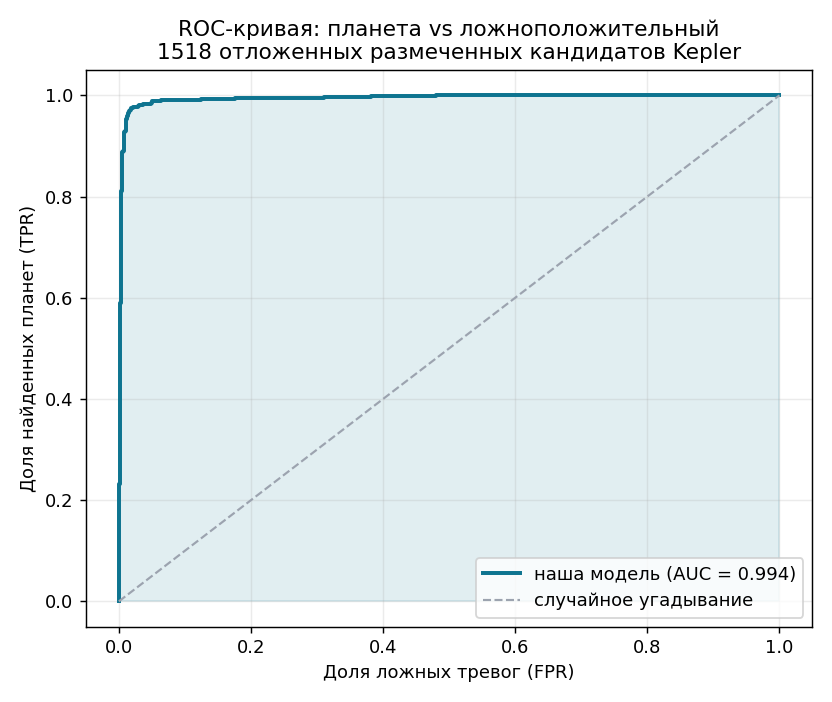 ROC-кривая: планета vs ложноположительный
1518 отложенных размеченных кандидатов Kepler
Доля найденных планет (TPR)
1.0
0.8
0.6
0.4
0.2
0.0
наша модель (AUC = 0.994)
случайное угадывание
0.0 0.2 0.4 0.6 0.8 1.0
Доля ложных тревог (FPR)